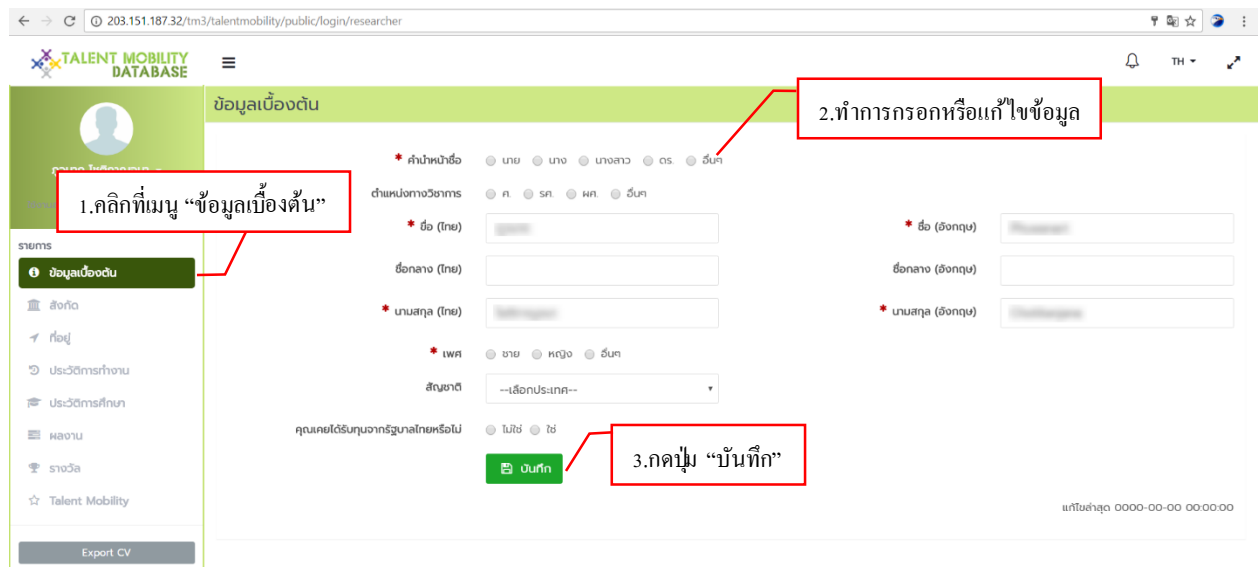 203.151.187.32/tm3/talentmobility/public/login/researcher
TALENT MOBILITY
DATABASE
TH
ข้อมูลเบื้องต้น
2.ทำการกรอกหรือแก้ไขข้อมูล
* คำนำหน้าชื่อ นาย นาง นางสาว ดร. อื่นๆ
1.คลิกที่เมนู “ข้อมูลเบื้องต้น”
ตำแหน่งทางวิชาการ ศ. รศ. ผศ. อื่นๆ
* ชื่อ (ไทย) * ชื่อ (อังกฤษ)
รายการ
ข้อมูลเบื้องต้น
ชื่อกลาง (ไทย) ชื่อกลาง (อังกฤษ)
สังกัด
* นามสกุล (ไทย) * นามสกุล (อังกฤษ)
ที่อยู่
* เพศ ชาย หญิง อื่นๆ
ประวัติการทำงาน
สัญชาติ --เลือกประเทศ--
ประวัติการศึกษา
ผลงาน
คุณเคยได้รับทุนจากรัฐบาลไทยหรือไม่ ไม่ใช่ ใช่
รางวัล
บันทึก
3.กดปุ่ม “บันทึก”
Talent Mobility
แก้ไขล่าสุด 0000-00-00 00:00:00
Export CV